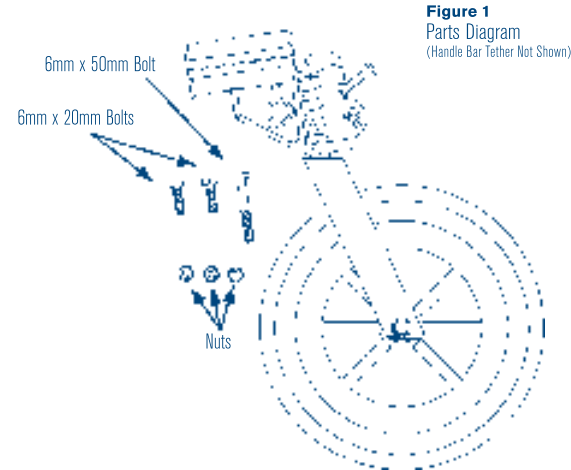 Figure 1
Parts Diagram
(Handle Bar Tether Not Shown)
6mm x 50mm Bolt
6mm x 20mm Bolts
Nuts